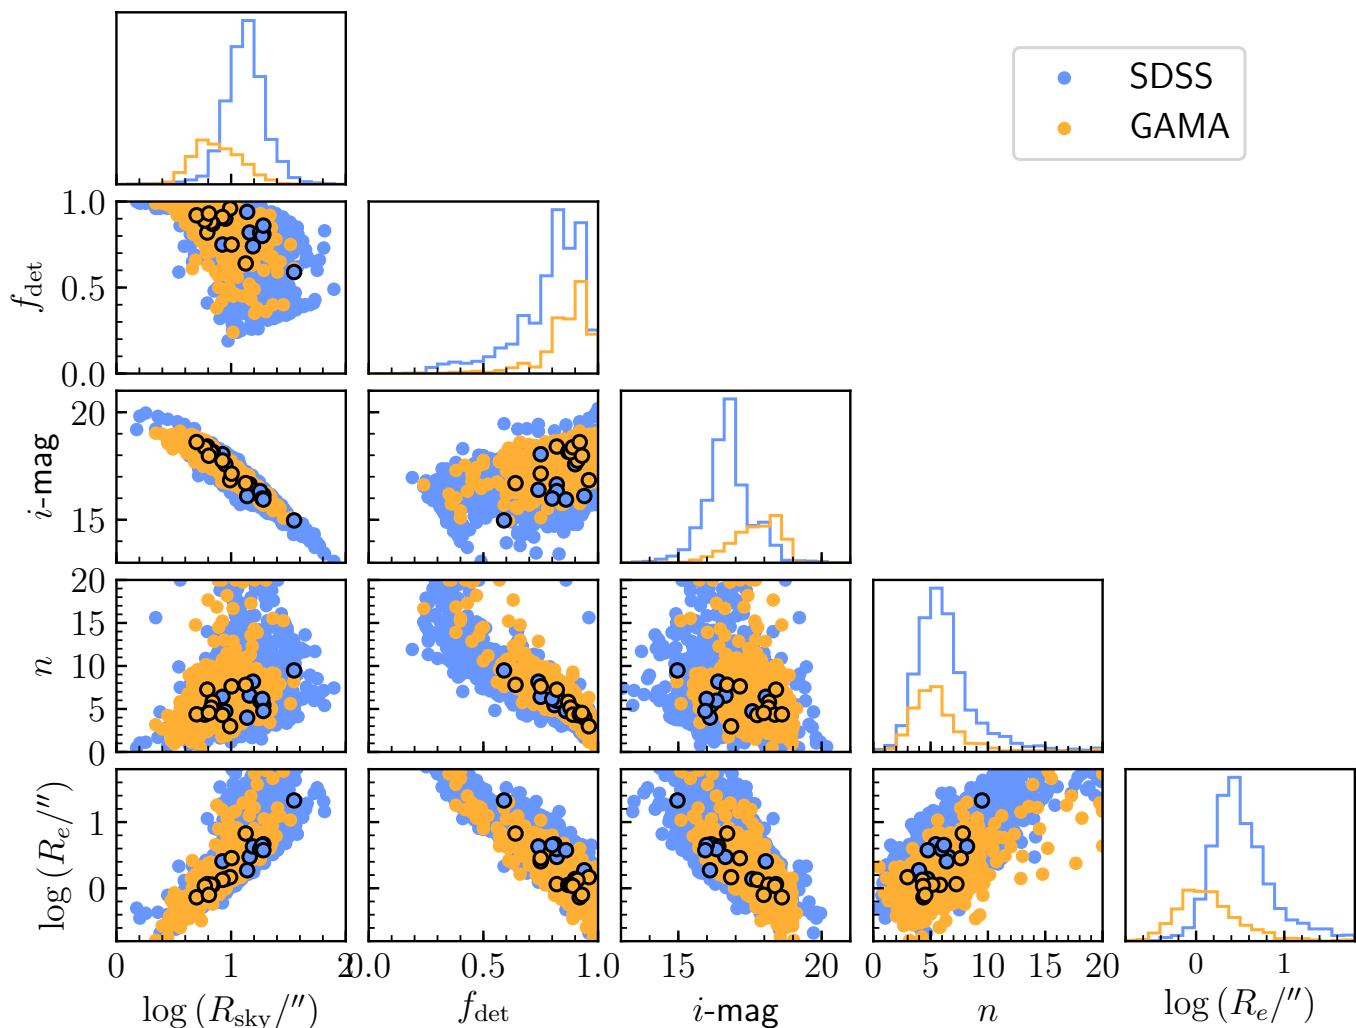 SDSS
GAMA
1.0
0.5
0.0
f_det
20
15
i-mag
20
15
10
5
0
n
1
0
log (R_e/″)
0 1 2
0.0 0.5 1.0
15 20
0 5 10 15 20
0 1
log (R_sky/″)
f_det
i-mag
n
log (R_e/″)